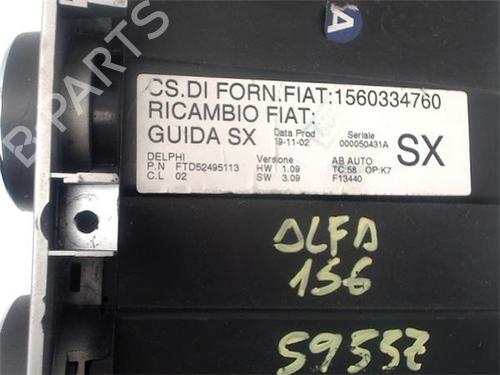 A
CS.DI FORN.FIAT:1560334760
RICAMBIO FIAT:
GUIDA SX Data Prod 19-11-02 Seriale 000050431A SX
DELPHI Versione AB AUTO
P.N FTD52495113 HW 1.09 TC:58 OP:K7
C.L 02 SW 3.09 F13440
ALFA
156
S9557
B-PARTS